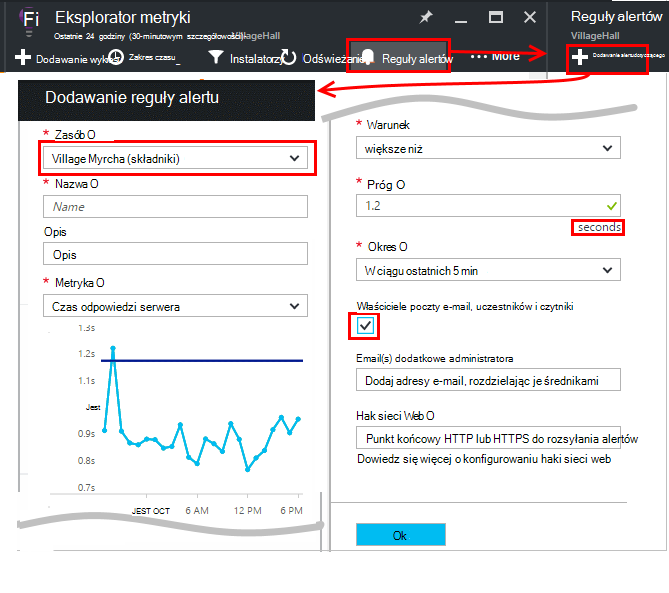 Fi Eksplorator metryki
Ostatnie 24 godziny (30-minutowym szczegółowości)- VillageHall
Dodawanie wykr Zakres czasu_ Instalatorzy Odświeżanie Reguły alertów ••• More
Reguły alertów
VillageHall
Dodawanie alertu dotyczącego
Dodawanie reguły alertu
* Zasób O
Village Myrcha (składniki)
* Nazwa O
Name
Opis
Opis
* Metryka O
Czas odpowiedzi serwera
1.3s
1.2s
1.1s
Jest
0.9s
0.8s
0.7s
JEST OCT 6 AM 12 PM 6 PM
* Warunek
większe niż
* Próg O
1.2
seconds
* Okres O
W ciągu ostatnich 5 min
Właściciele poczty e-mail, uczestników i czytniki
Email(s) dodatkowe administratora
Dodaj adresy e-mail, rozdzielając je średnikami
Hak sieci Web O
Punkt końcowy HTTP lub HTTPS do rozsyłania alertów
Dowiedz się więcej o konfigurowaniu haki sieci web
Ok